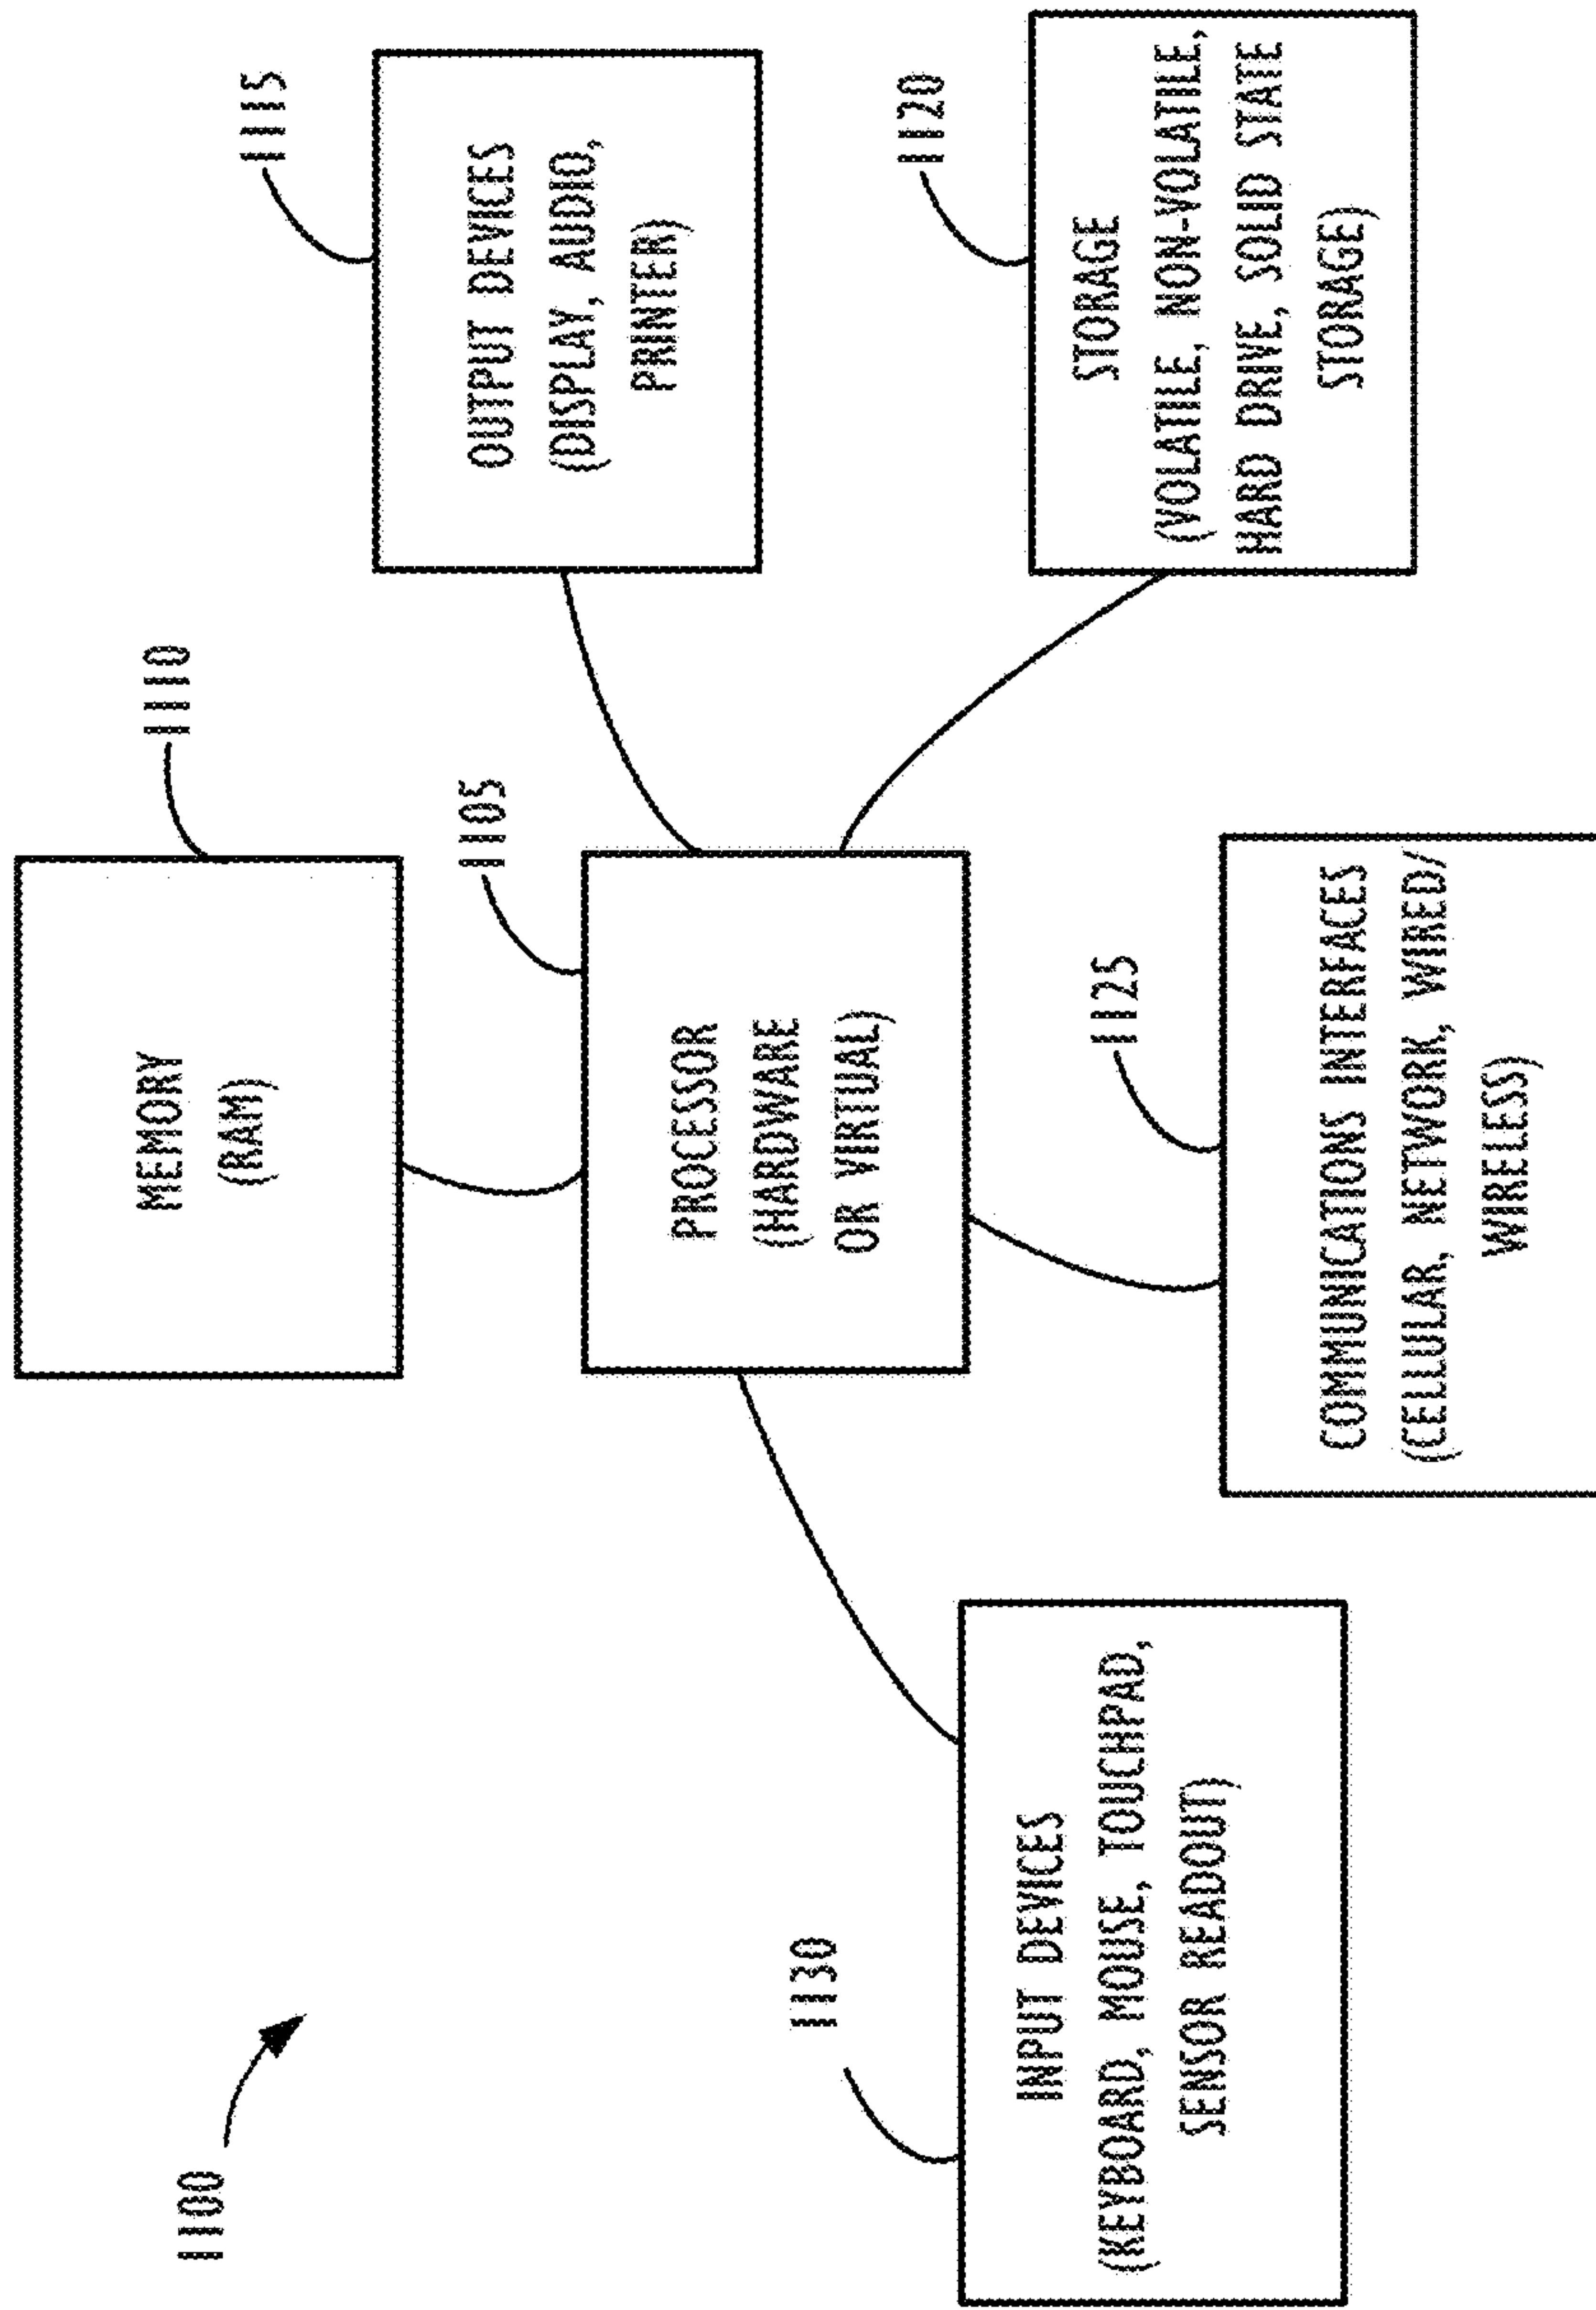 1110
MEMORY
(RAM)
1115
OUTPUT DEVICES
(DISPLAY, AUDIO,
PRINTER)
1100
1105
PROCESSOR
(HARDWARE
OR VIRTUAL)
1120
STORAGE
(VOLATILE, NON-VOLATILE,
HARD DRIVE, SOLID STATE
STORAGE)
1130
INPUT DEVICES
(KEYBOARD, MOUSE, TOUCHPAD,
SENSOR READOUT)
1125
COMMUNICATIONS INTERFACES
(CELLULAR, NETWORK, WIRED/
WIRELESS)